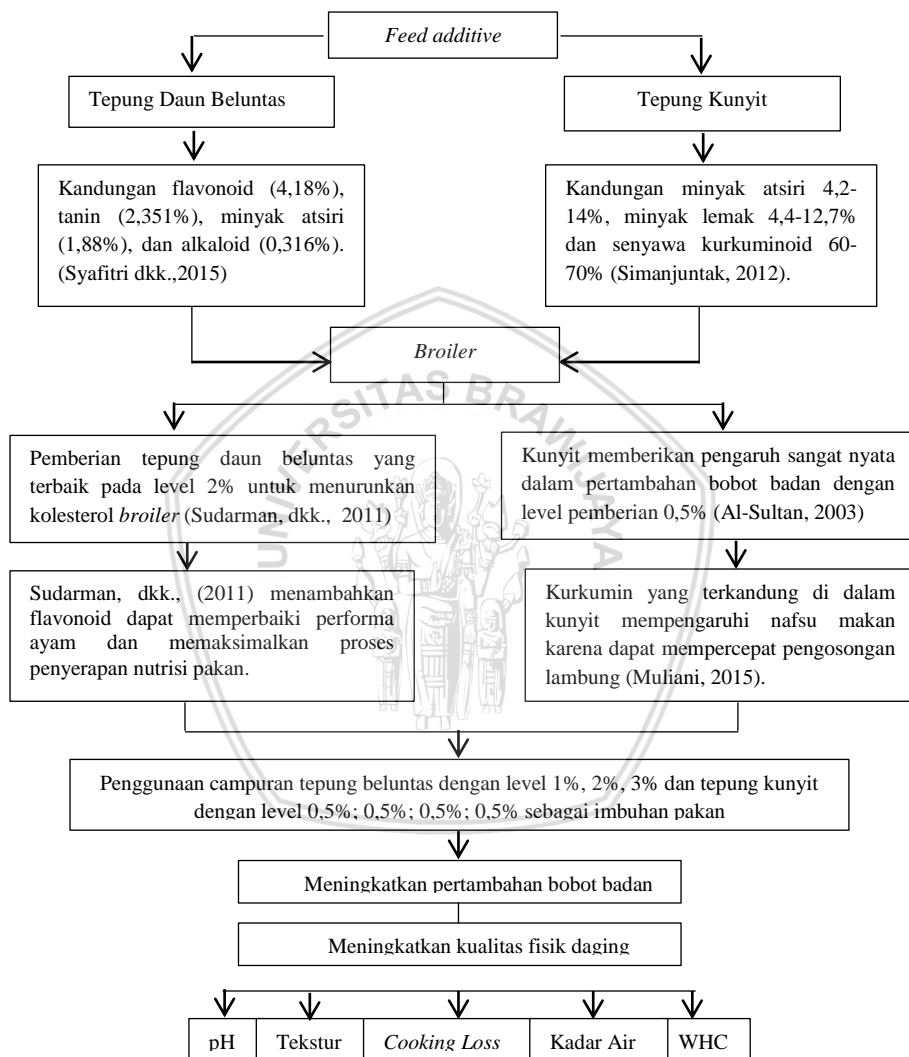 Feed additive
Tepung Daun Beluntas
Tepung Kunyit
Kandungan flavonoid (4,18%),
tanin (2,351%), minyak atsiri
(1,88%), dan alkaloid (0,316%).
(Syafitri dkk.,2015)
Kandungan minyak atsiri 4,2-
14%, minyak lemak 4,4-12,7%
dan senyawa kurkuminoid 60-
70% (Simanjuntak, 2012).
Broiler
UNIVERSITAS BRAWIJAYA
Pemberian tepung daun beluntas yang
terbaik pada level 2% untuk menurunkan
kolesterol broiler (Sudarman, dkk., 2011)
Kunyit memberikan pengaruh sangat nyata
dalam pertambahan bobot badan dengan
level pemberian 0,5% (Al-Sultan, 2003)
Sudarman, dkk., (2011) menambahkan
flavonoid dapat memperbaiki performa
ayam dan memaksimalkan proses
penyerapan nutrisi pakan.
Kurkumin yang terkandung di dalam
kunyit mempengaruhi nafsu makan
karena dapat mempercepat pengosongan
lambung (Muliani, 2015).
Penggunaan campuran tepung beluntas dengan level 1%, 2%, 3% dan tepung kunyit
dengan level 0,5%; 0,5%; 0,5%; 0,5% sebagai imbuhan pakan
Meningkatkan pertambahan bobot badan
Meningkatkan kualitas fisik daging
pH Tekstur Cooking Loss Kadar Air WHC